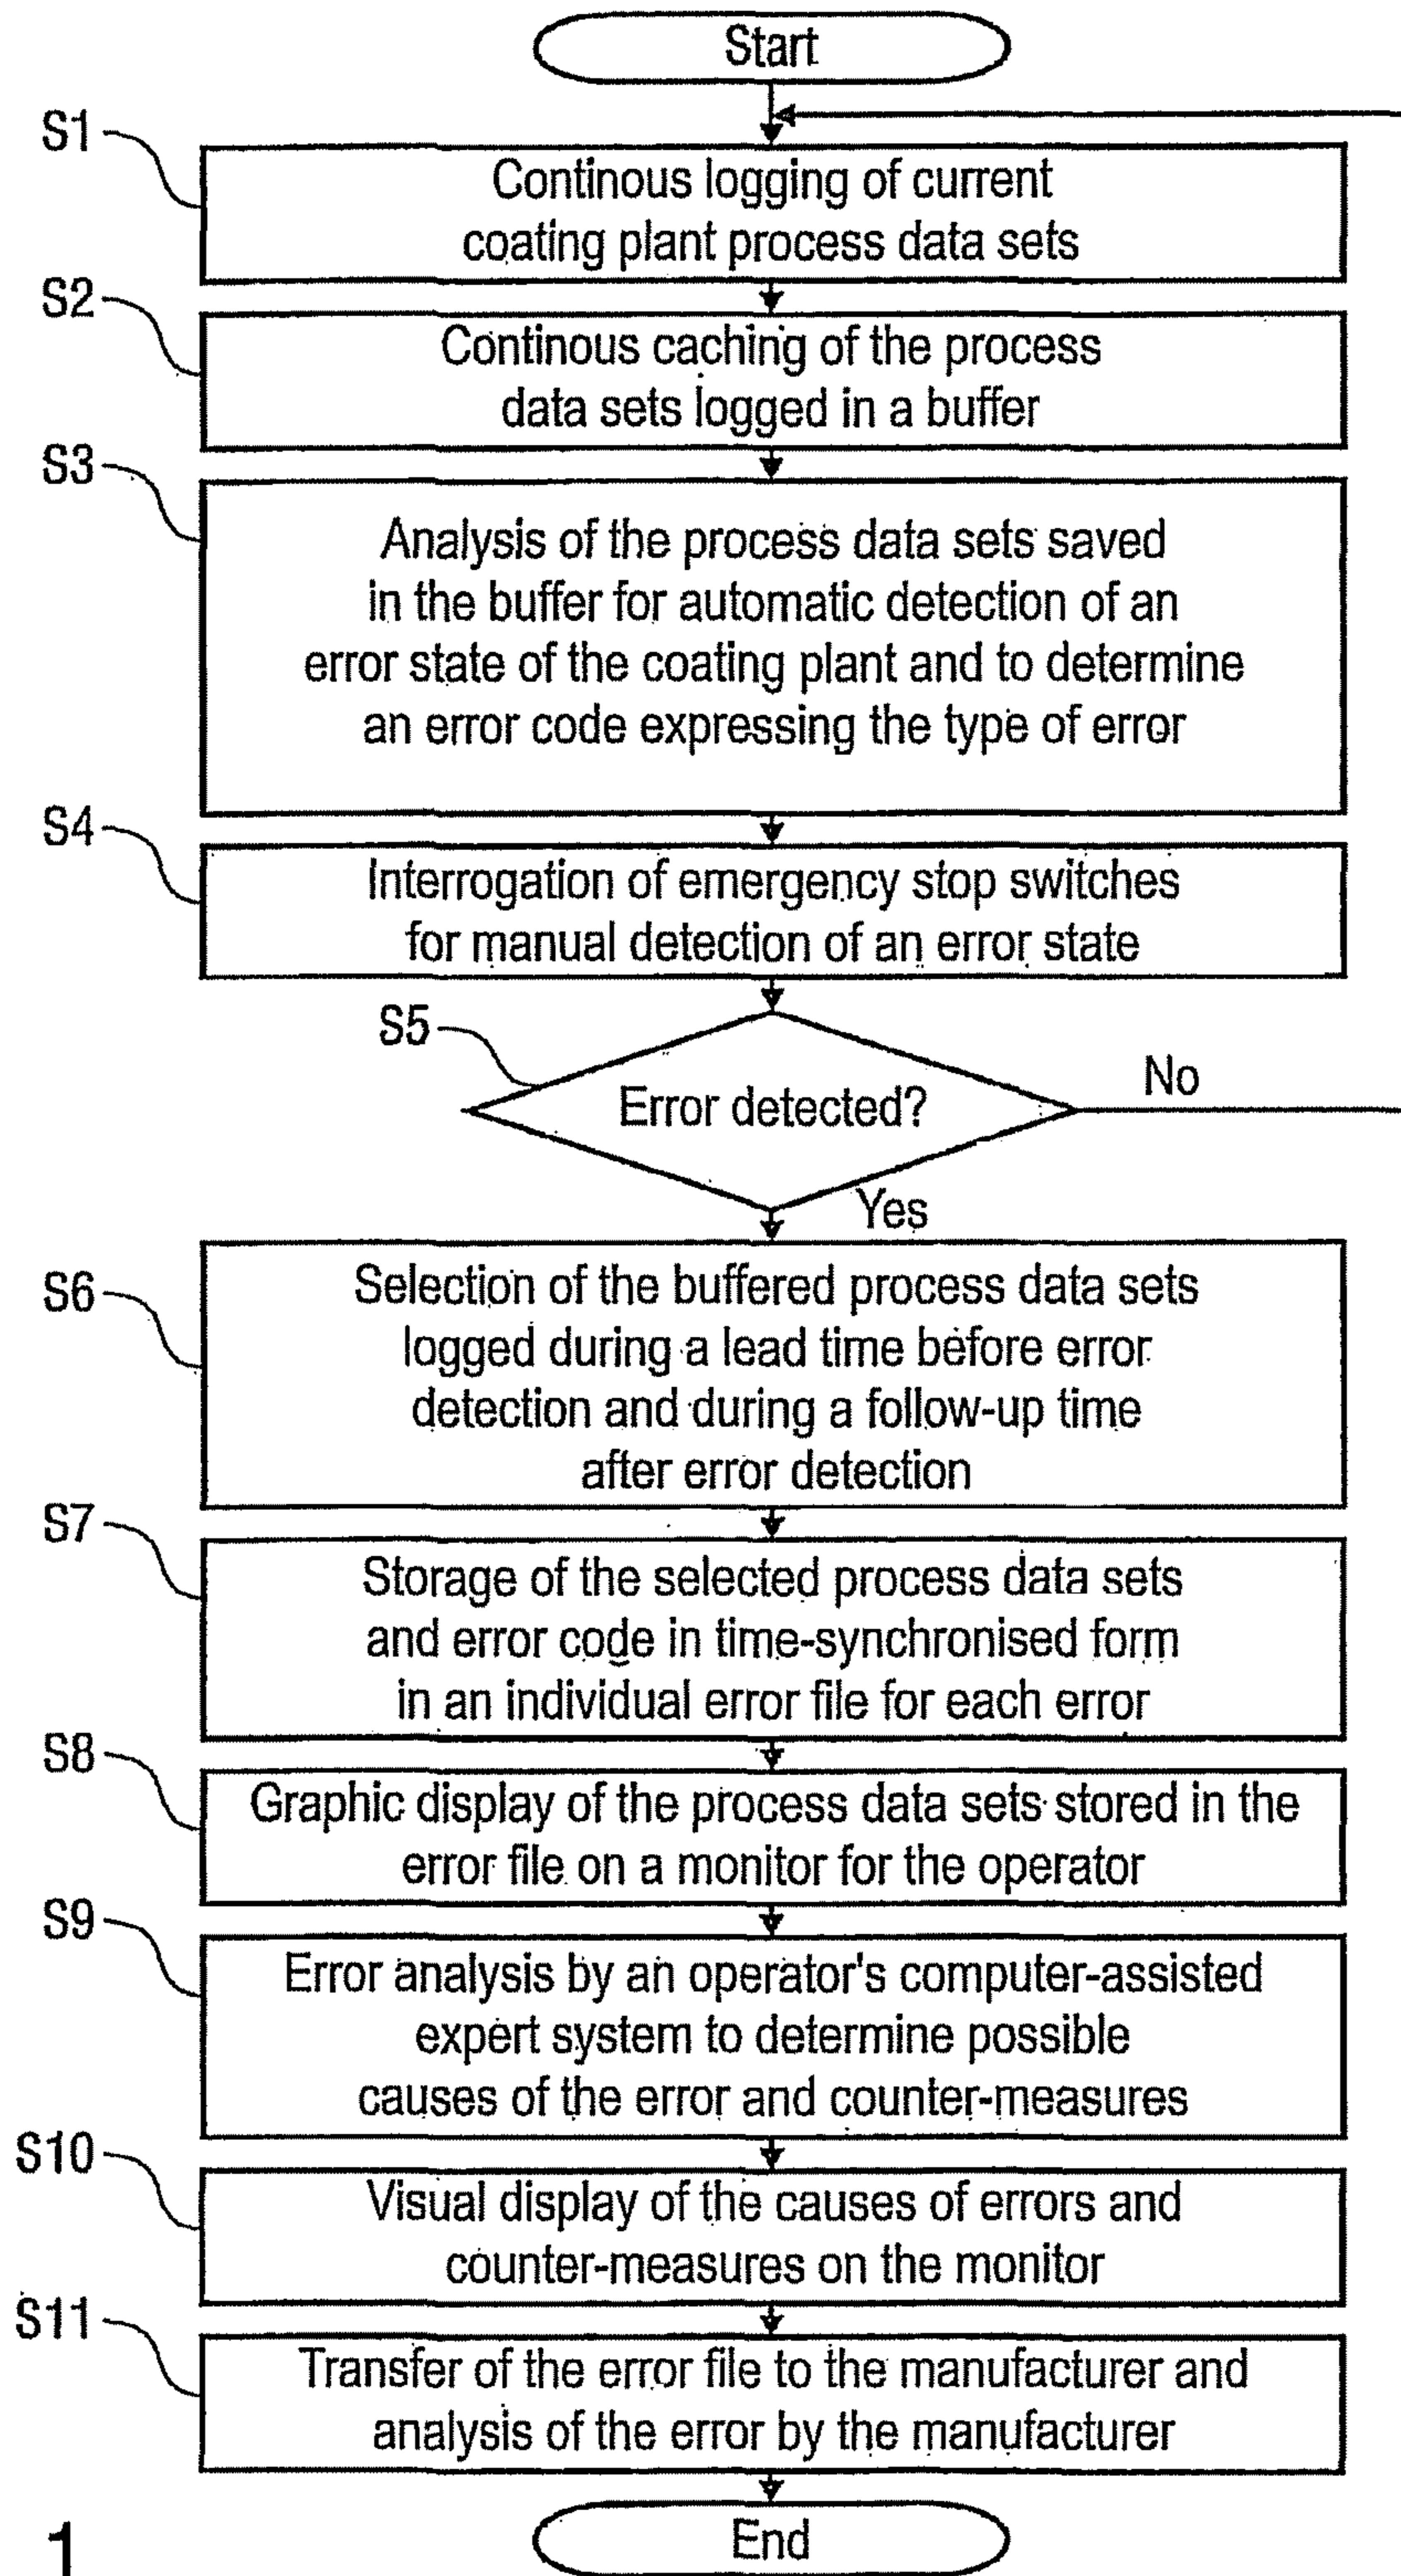 Start
S1
Continous logging of current
coating plant process data sets
S2
Continous caching of the process
data sets logged in a buffer
S3
Analysis of the process data sets saved
in the buffer for automatic detection of an
error state of the coating plant and to determine
an error code expressing the type of error
S4
Interrogation of emergency stop switches
for manual detection of an error state
S5
Error detected?
No
Yes
S6
Selection of the buffered process data sets
logged during a lead time before error
detection and during a follow-up time
after error detection
S7
Storage of the selected process data sets
and error code in time-synchronised form
in an individual error file for each error
S8
Graphic display of the process data sets stored in the
error file on a monitor for the operator
S9
Error analysis by an operator's computer-assisted
expert system to determine possible
causes of the error and counter-measures
S10
Visual display of the causes of errors and
counter-measures on the monitor
S11
Transfer of the error file to the manufacturer and
analysis of the error by the manufacturer
End
1